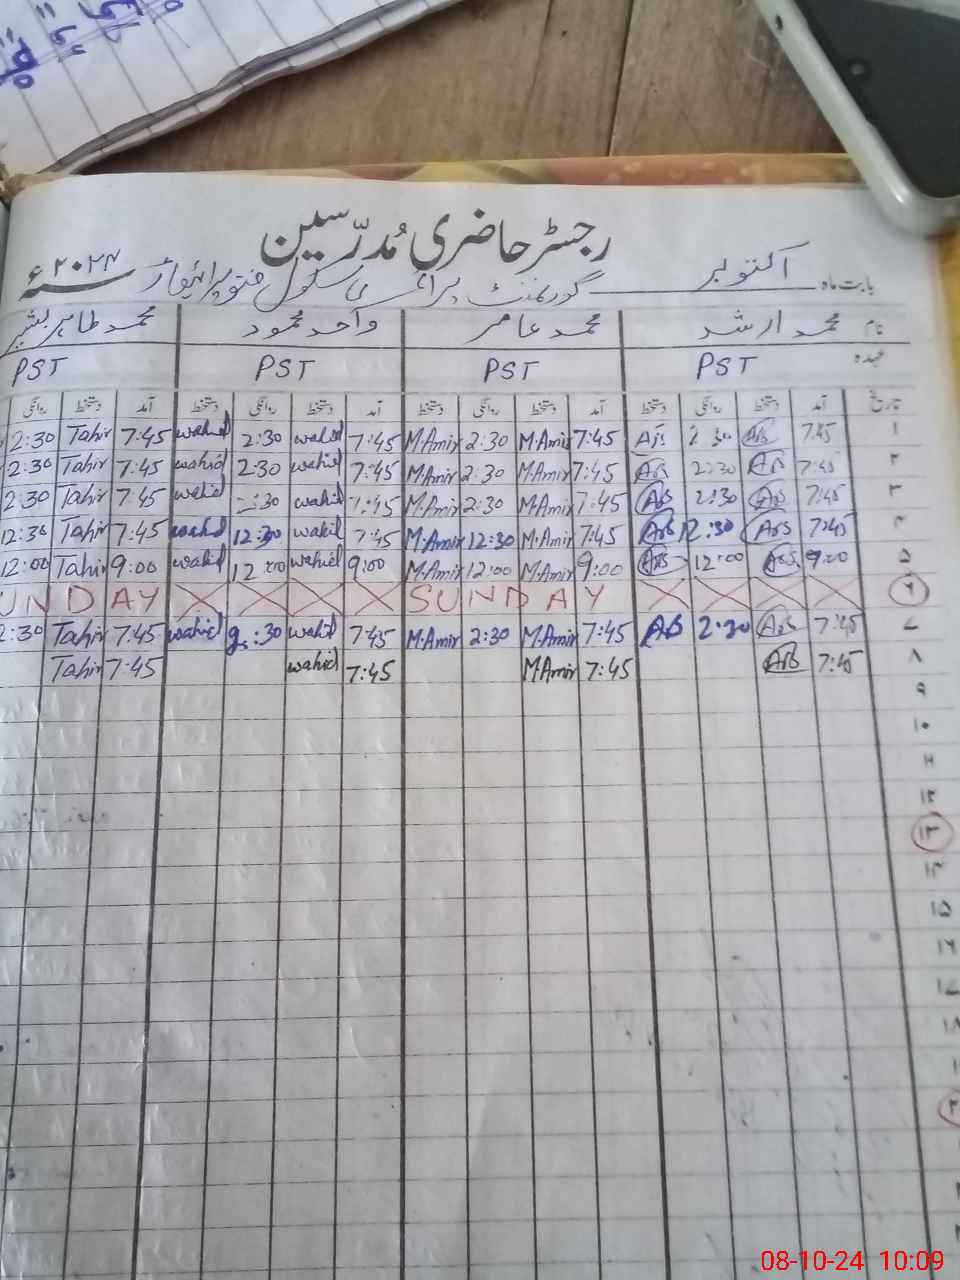 رجسٹر حاضری مُدرّسین
بابت ماہ اکتوبر گورنمنٹ پرائمری سکول فتو پرائیواڑ سنہ ۲۰۲۴ء
نام محمد ارشد محمد عامر واحد محمود محمد طاہر بشیر
عہدہ PST PST PST PST
تاریخ آمد دستخط روانگی دستخط آمد دستخط روانگی دستخط آمد دستخط روانگی دستخط آمد دستخط روانگی
2:30 Tahir 7:45 wahid 2:30 wahid 7:45 M.Amir 2:30 M.Amir 7:45 2:30 7:45 ۱
2:30 Tahir 7:45 wahid 2:30 wahid 7:45 M.Amir 2:30 M.Amir 7:45 ArS 2:30 ArS 7:45 ۲
2:30 Tahir 7:45 wahid 2:30 wahid 7:45 M.Amir 2:30 M.Amir 7:45 ArS 2:30 ArS 7:45 ۳
12:30 Tahir 7:45 wahid 12:30 wahid 7:45 M.Amir 12:30 M.Amir 7:45 ArS 12:30 ArS 7:45 ۴
12:00 Tahir 9:00 wahid 12:00 wahid 9:00 M.Amir 12:00 M.Amir 9:00 ArS 12:00 ArS 9:00 ۵
UNDAY SUNDAY ۶
2:30 Tahir 7:45 wahid 2:30 wahid 7:45 M.Amir 2:30 M.Amir 7:45 ArS 2:30 ArS 7:45 ۷
Tahir 7:45 wahid 7:45 M.Amir 7:45 ArS 7:45 ۸
۹
۱۰
۱۱
۱۲
۱۳
۱۴
۱۵
۱۶
۱۷
۱۸
08-10-24 10:09